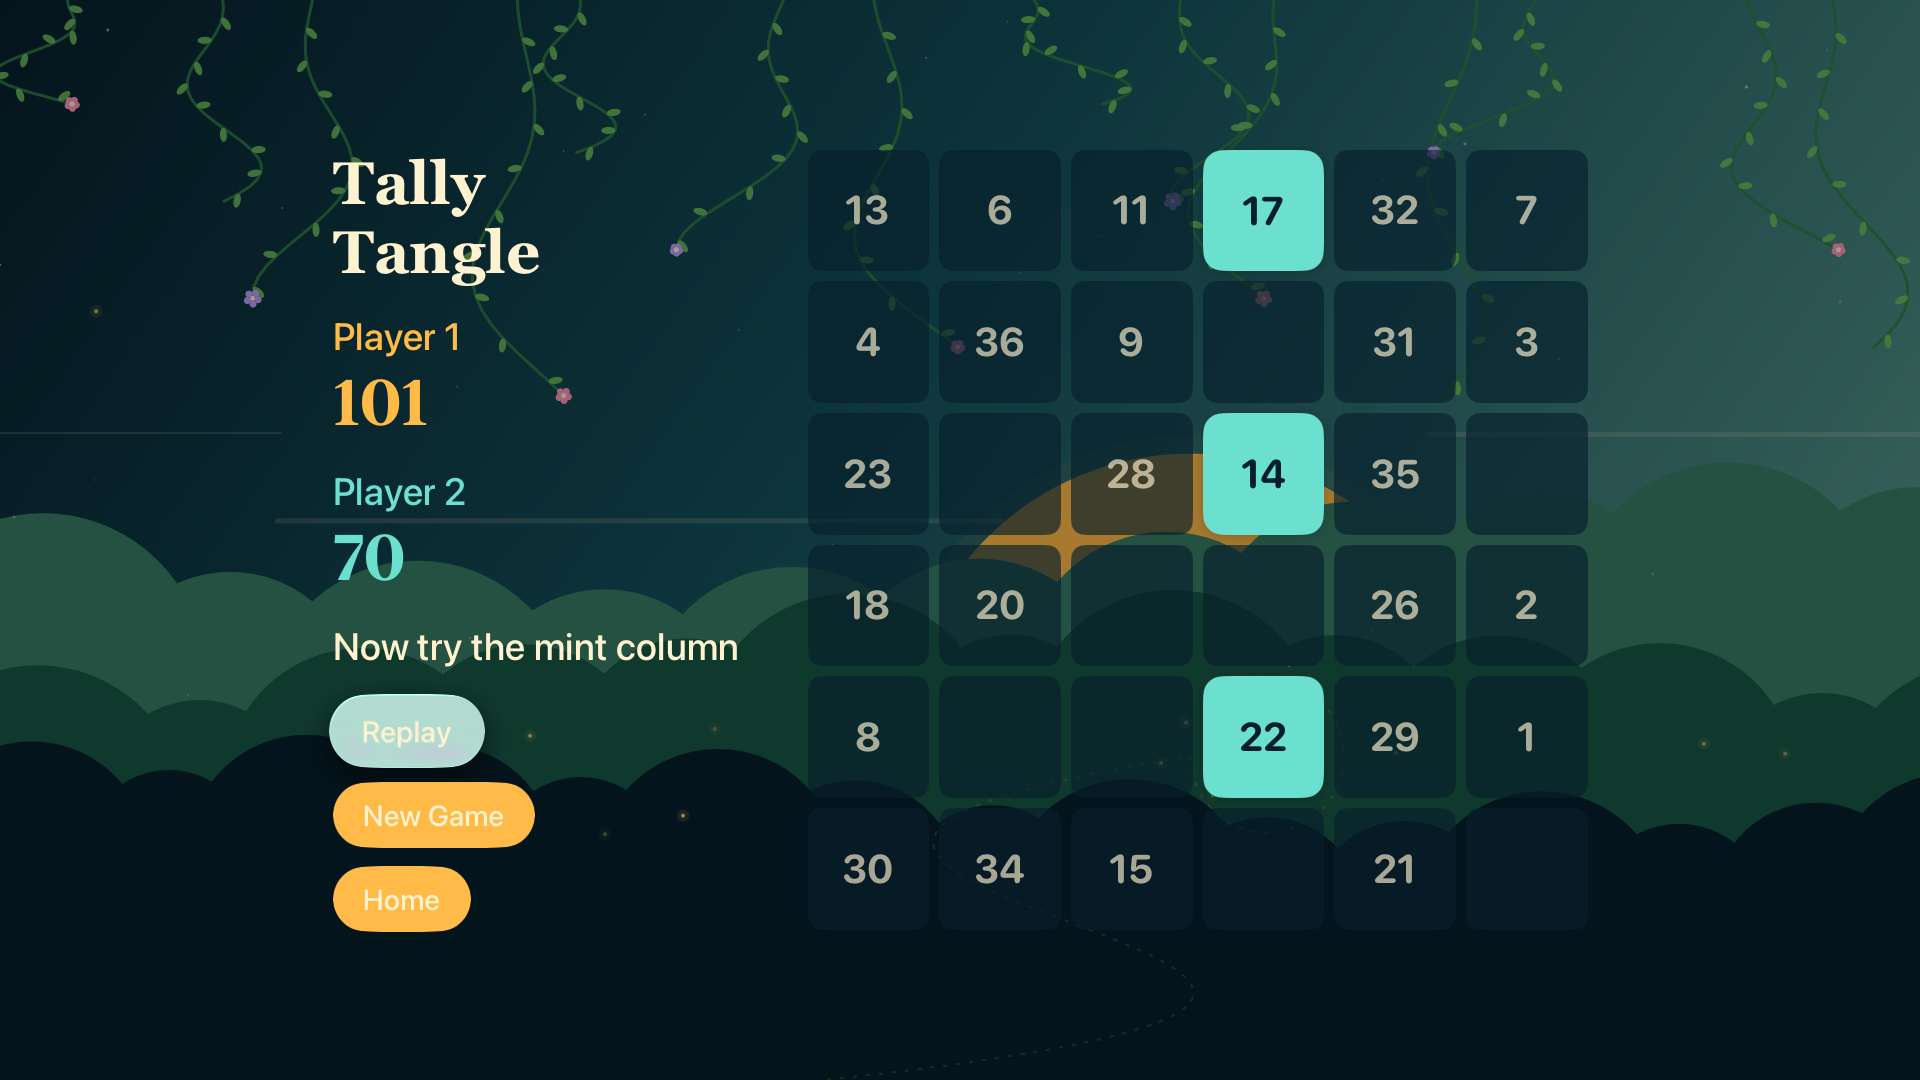 Tally
Tangle
Player 1
101
Player 2
70
Now try the mint column
Replay
New Game
Home
13 6 11 17 32 7
4 36 9 31 3
23 28 14 35
18 20 26 2
8 22 29 1
30 34 15 21